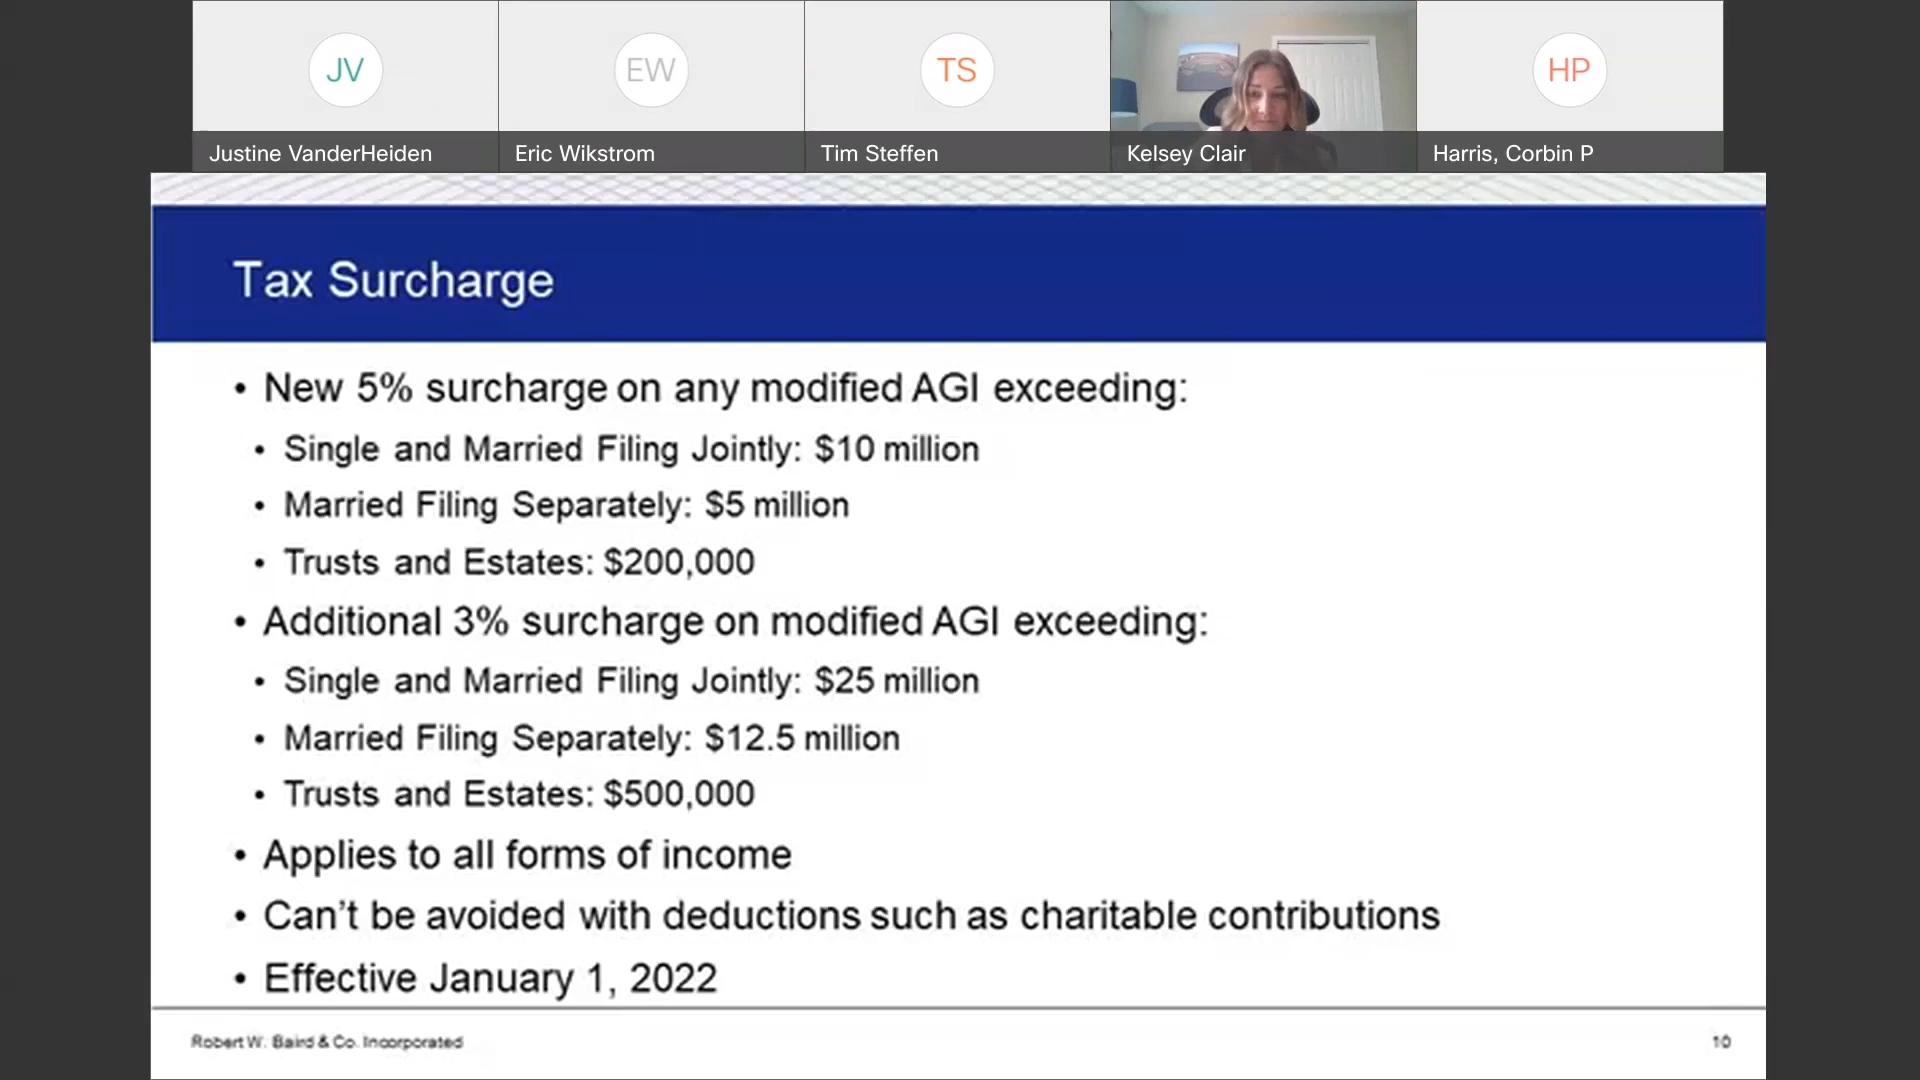 JV
EW
TS
HP
Justine VanderHeiden
Eric Wikstrom
Tim Steffen
Kelsey Clair
Harris, Corbin P
Tax Surcharge
• New 5% surcharge on any modified AGI exceeding:
• Single and Married Filing Jointly: $10 million
• Married Filing Separately: $5 million
• Trusts and Estates: $200,000
• Additional 3% surcharge on modified AGI exceeding:
• Single and Married Filing Jointly: $25 million
• Married Filing Separately: $12.5 million
• Trusts and Estates: $500,000
• Applies to all forms of income
• Can’t be avoided with deductions such as charitable contributions
• Effective January 1, 2022
Robert W. Baird & Co. Incorporated
10